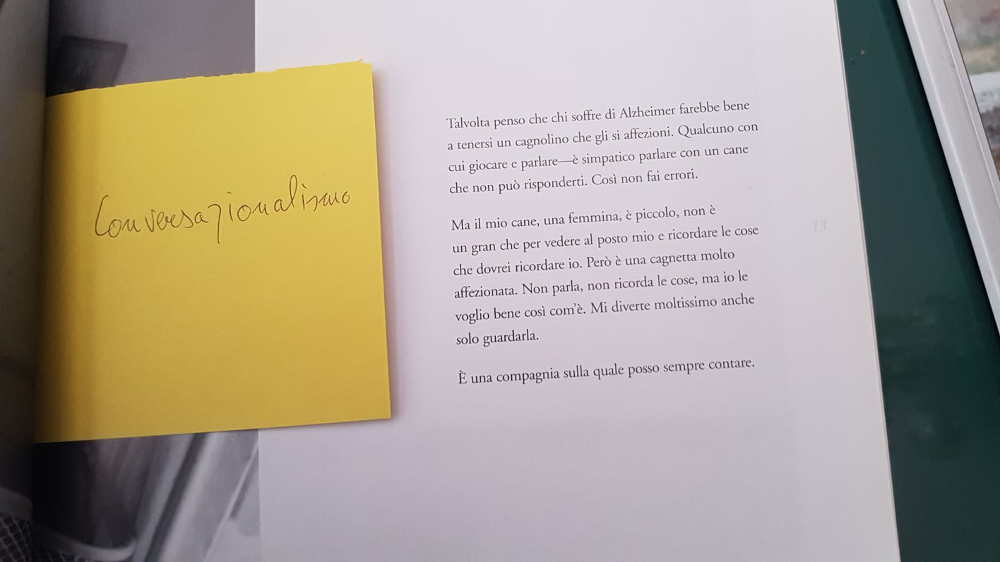 Conversazionalismo
Talvolta penso che chi soffre di Alzheimer farebbe bene
a tenersi un cagnolino che gli si affezioni. Qualcuno con
cui giocare e parlare—è simpatico parlare con un cane
che non può risponderti. Così non fai errori.
Ma il mio cane, una femmina, è piccolo, non è
un gran che per vedere al posto mio e ricordare le cose
che dovrei ricordare io. Però è una cagnetta molto
affezionata. Non parla, non ricorda le cose, ma io le
voglio bene così com’è. Mi diverte moltissimo anche
solo guardarla.
È una compagnia sulla quale posso sempre contare.
13